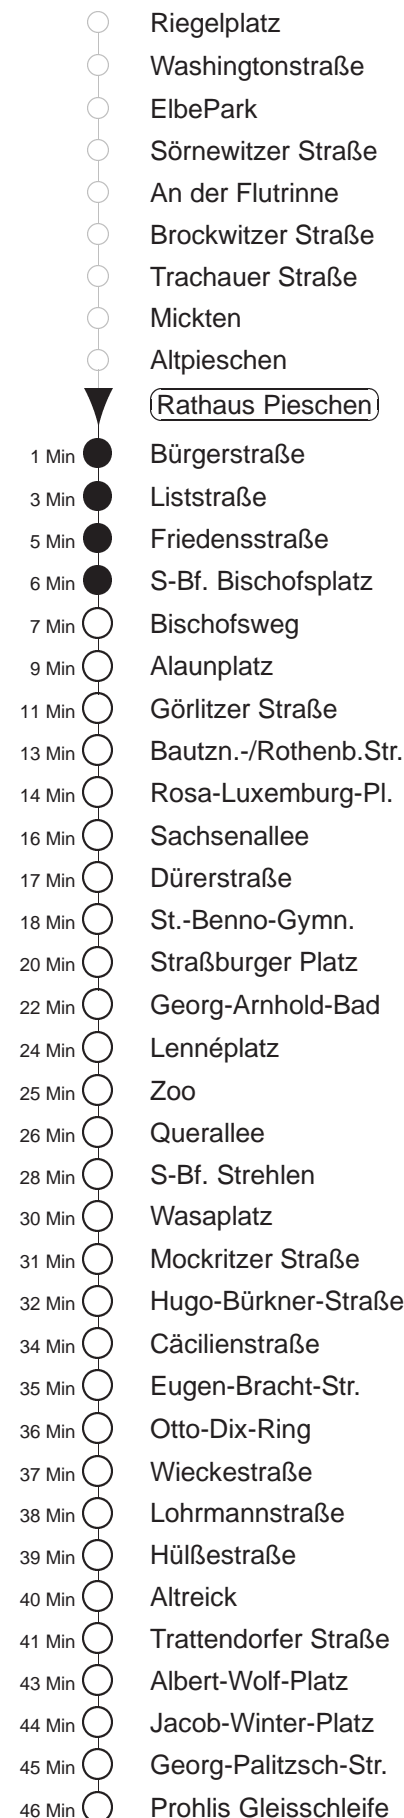 Riegelplatz
Washingtonstraße
ElbePark
Sörnewitzer Straße
An der Flutrinne
Brockwitzer Straße
Trachauer Straße
Mickten
Altpieschen
Rathaus Pieschen
1 Min Bürgerstraße
3 Min Liststraße
5 Min Friedensstraße
6 Min S-Bf. Bischofsplatz
7 Min Bischofsweg
9 Min Alaunplatz
11 Min Görlitzer Straße
13 Min Bautzn.-/Rothenb.Str.
14 Min Rosa-Luxemburg-Pl.
16 Min Sachsenallee
17 Min Dürerstraße
18 Min St.-Benno-Gymn.
20 Min Straßburger Platz
22 Min Georg-Arnhold-Bad
24 Min Lennéplatz
25 Min Zoo
26 Min Querallee
28 Min S-Bf. Strehlen
30 Min Wasaplatz
31 Min Mockritzer Straße
32 Min Hugo-Bürkner-Straße
34 Min Cäcilienstraße
35 Min Eugen-Bracht-Str.
36 Min Otto-Dix-Ring
37 Min Wieckestraße
38 Min Lohrmannstraße
39 Min Hülßestraße
40 Min Altreick
41 Min Trattendorfer Straße
43 Min Albert-Wolf-Platz
44 Min Jacob-Winter-Platz
45 Min Georg-Palitzsch-Str.
46 Min Prohlis Gleisschleife